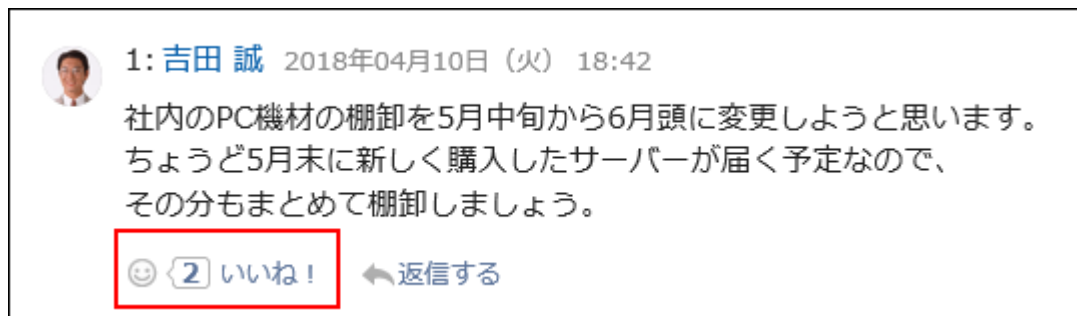 1: 吉田 誠 2018年04月10日（火） 18:42
社内のPC機材の棚卸を5月中旬から6月頭に変更しようと思います。
ちょうど5月末に新しく購入したサーバーが届く予定なので、
その分もまとめて棚卸しましょう。
2 いいね！ 返信する